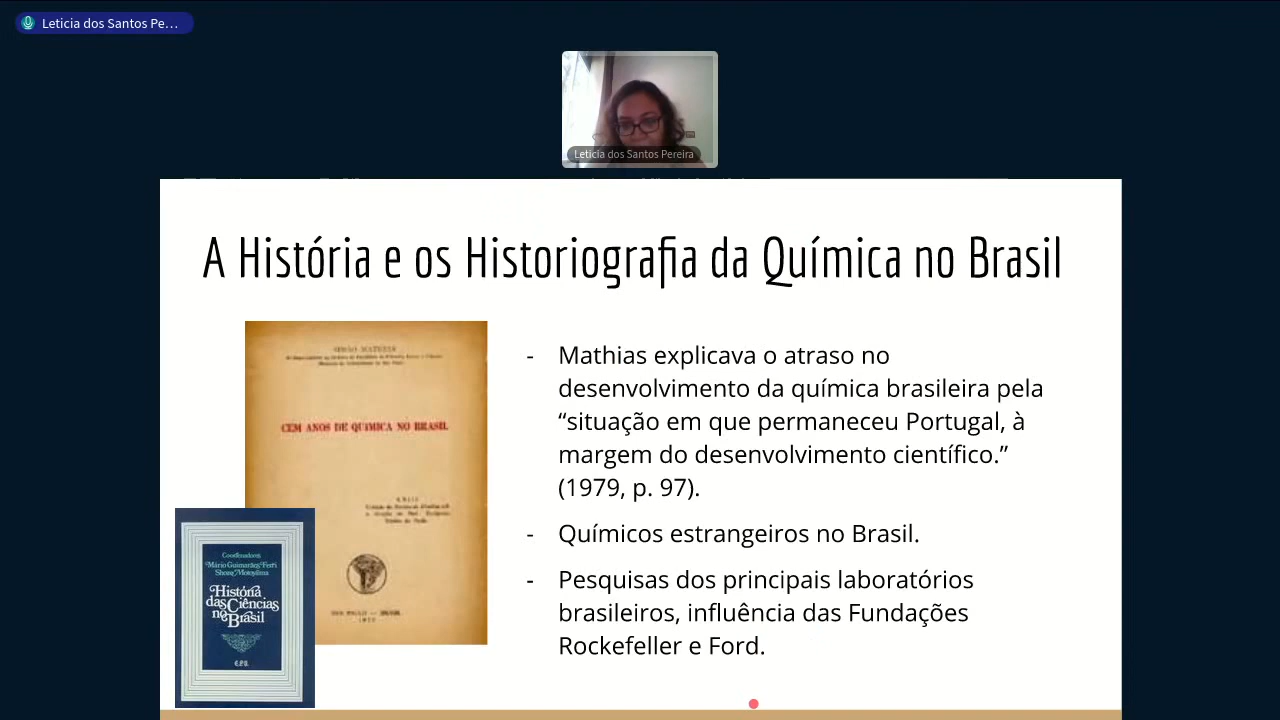 Leticia dos Santos Pe...
Leticia dos Santos Pereira
A História e os Historiografia da Química no Brasil
CEM ANOS DE QUIMICA NO BRASIL
- Mathias explicava o atraso no
desenvolvimento da química brasileira pela
“situação em que permaneceu Portugal, à
margem do desenvolvimento científico.”
(1979, p. 97).
- Químicos estrangeiros no Brasil.
- Pesquisas dos principais laboratórios
brasileiros, influência das Fundações
Rockefeller e Ford.
Coordenadores
Mário Guimarães Ferri
Shozo Motoyama
História
das Ciências
no Brasil